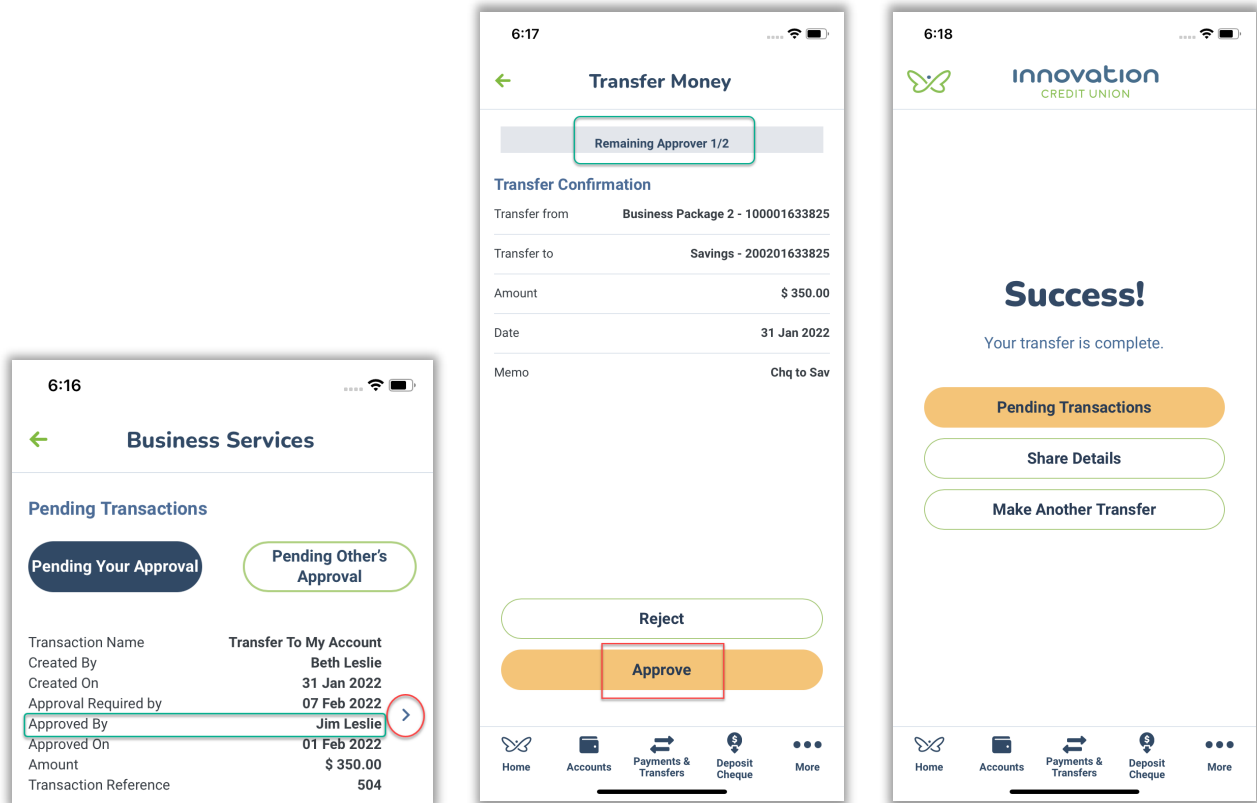 6:16
Business Services
Pending Transactions
Pending Your Approval
Pending Other's
Approval
Transaction Name Transfer To My Account
Created By Beth Leslie
Created On 31 Jan 2022
Approval Required by 07 Feb 2022
Approved By Jim Leslie
Approved On 01 Feb 2022
Amount $ 350.00
Transaction Reference 504
6:17
Transfer Money
Remaining Approver 1/2
Transfer Confirmation
Transfer from Business Package 2 - 100001633825
Transfer to Savings - 200201633825
Amount $ 350.00
Date 31 Jan 2022
Memo Chq to Sav
Reject
Approve
Home
Accounts
Payments &
Transfers
Deposit
Cheque
More
6:18
innovation
CREDIT UNION
Success!
Your transfer is complete.
Pending Transactions
Share Details
Make Another Transfer
Home
Accounts
Payments &
Transfers
Deposit
Cheque
More